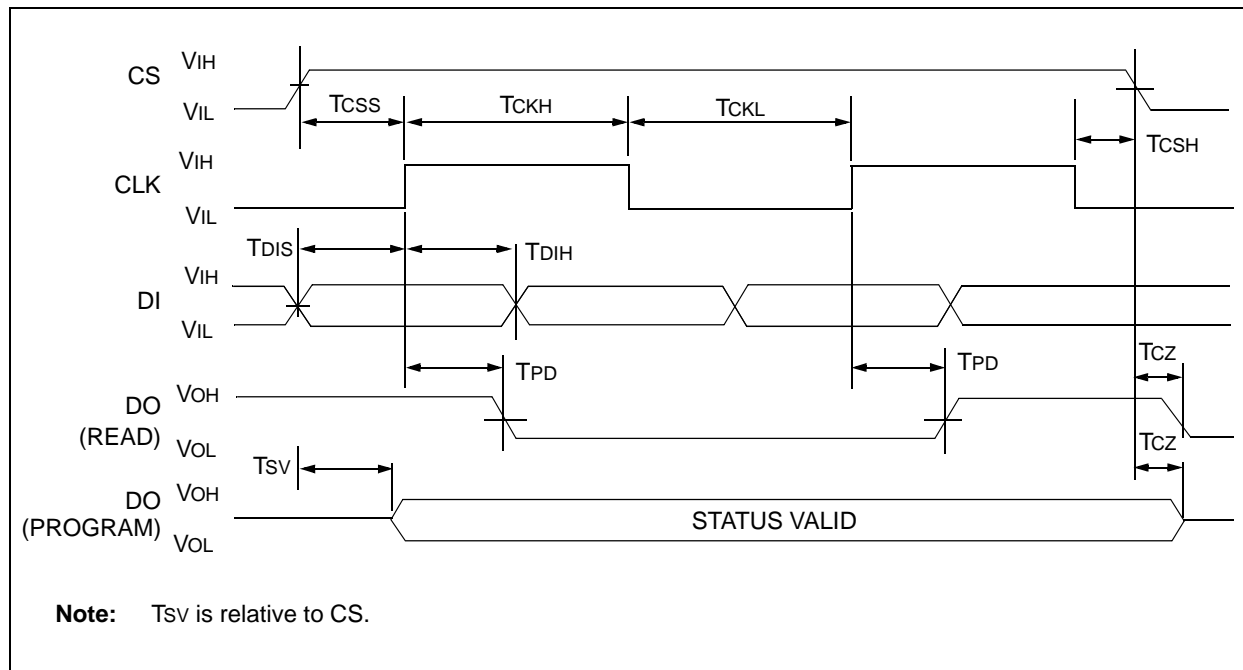 CS
VIH
VIL
TCSS
TCKH
TCKL
TCSH
CLK
VIH
VIL
TDIS
TDIH
DI
VIH
VIL
TPD
TPD
TCZ
DO
(READ)
VOH
VOL
TSV
TCZ
DO
(PROGRAM)
VOH
VOL
STATUS VALID
Note: TSV is relative to CS.